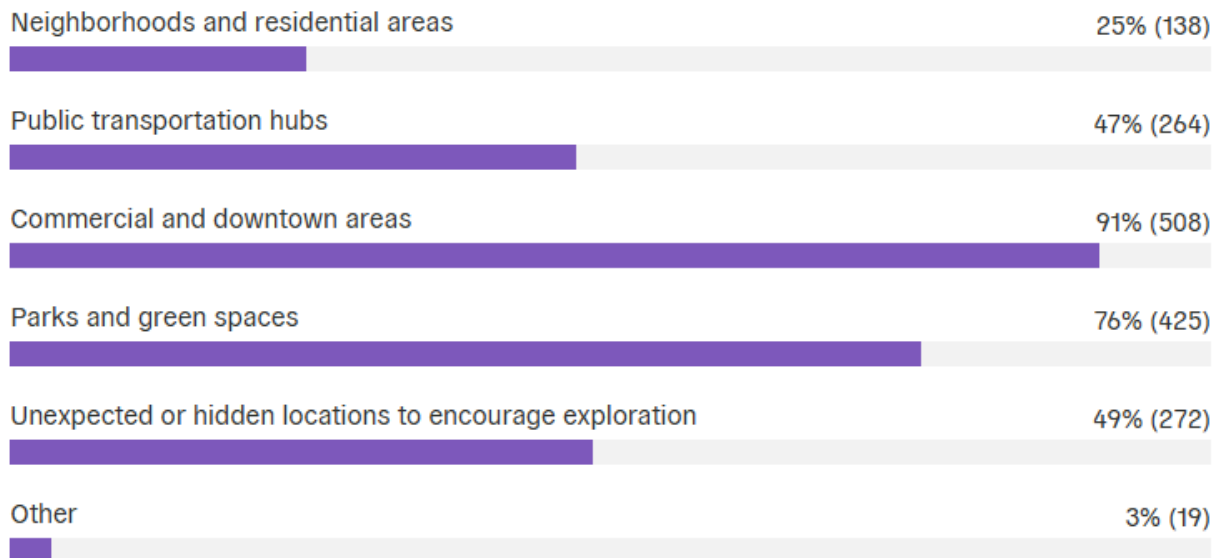 Neighborhoods and residential areas 25% (138)
Public transportation hubs 47% (264)
Commercial and downtown areas 91% (508)
Parks and green spaces 76% (425)
Unexpected or hidden locations to encourage exploration 49% (272)
Other 3% (19)